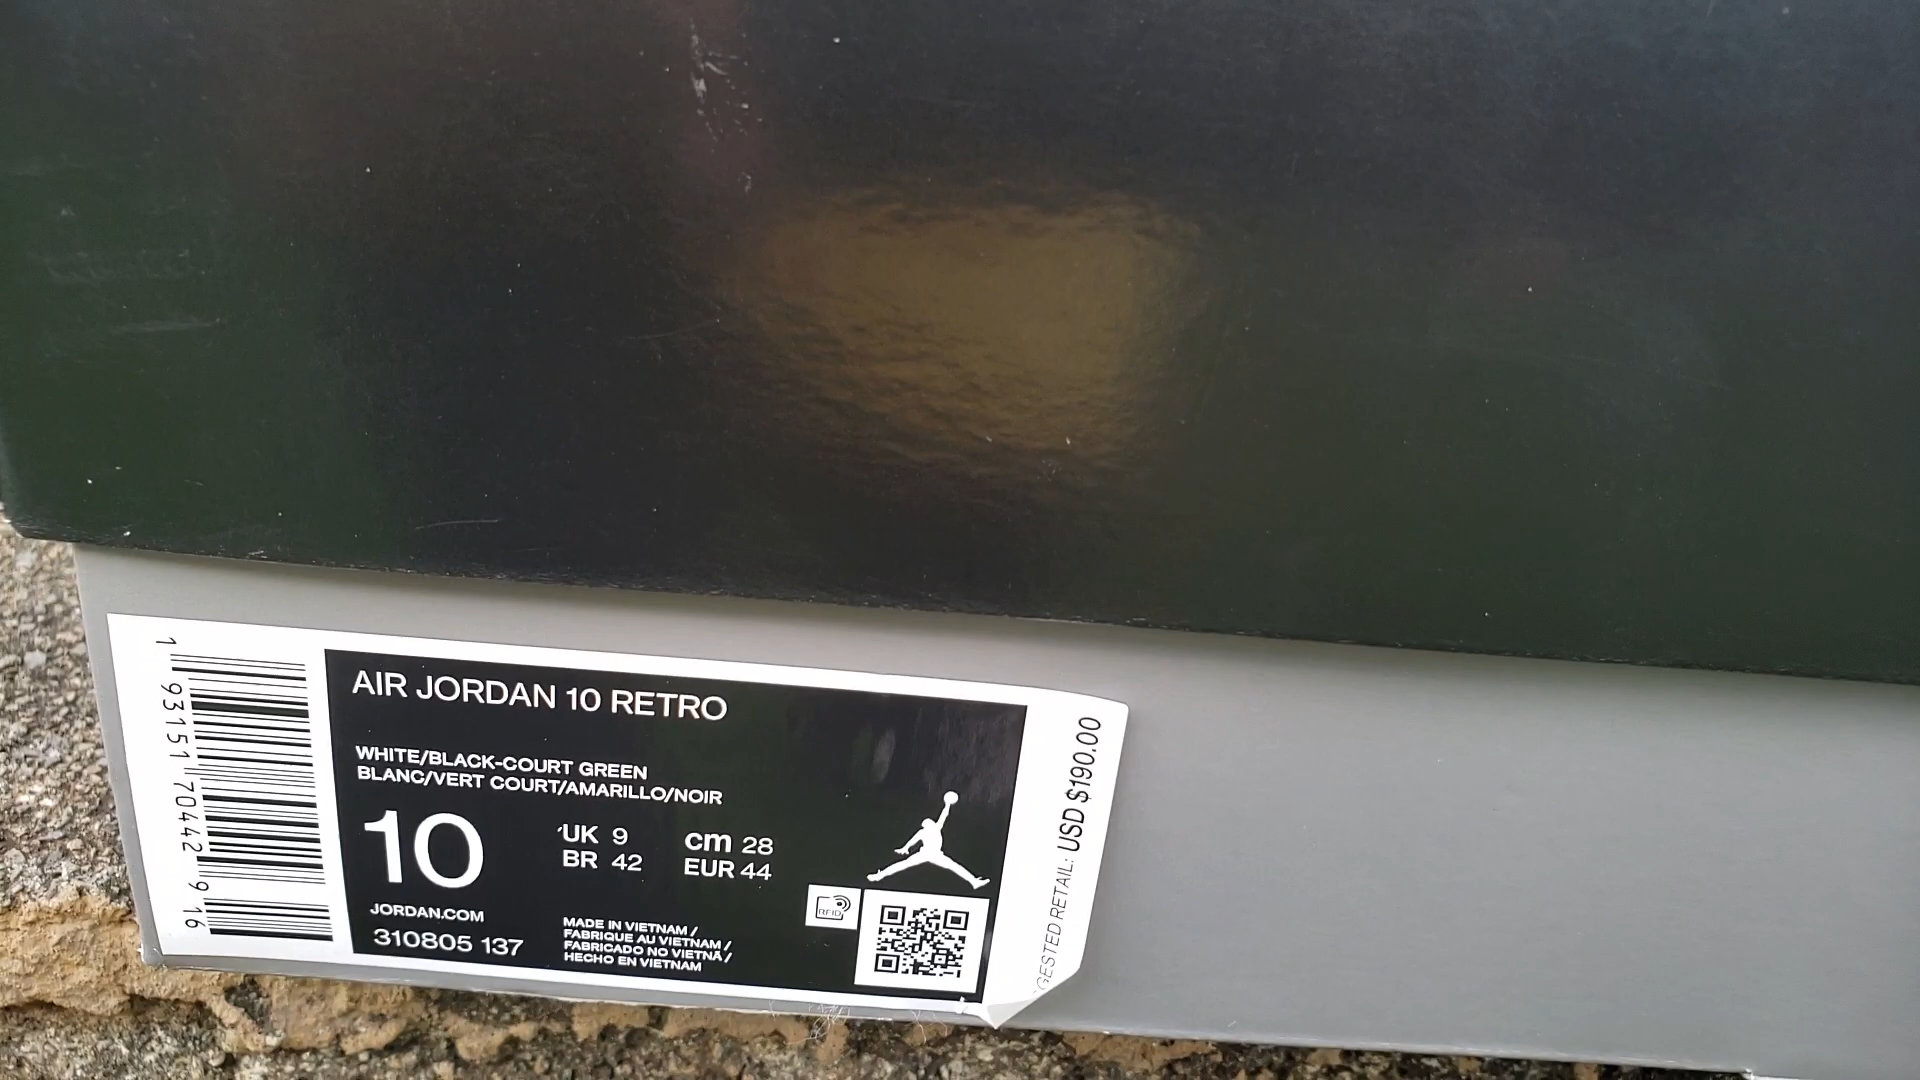 1 93151 70442 9 16
AIR JORDAN 10 RETRO
WHITE/BLACK-COURT GREEN
BLANC/VERT COURT/AMARILLO/NOIR
10
UK 9
BR 42
cm 28
EUR 44
JORDAN.COM
310805 137
MADE IN VIETNAM /
FABRIQUE AU VIETNAM /
FABRICADO NO VIETNÃ /
HECHO EN VIETNAM
RFID
GESTED RETAIL: USD $190.00